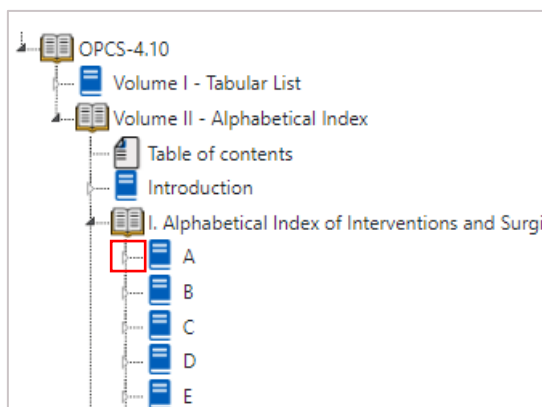 OPCS-4.10
Volume I - Tabular List
Volume II - Alphabetical Index
Table of contents
Introduction
I. Alphabetical Index of Interventions and Surgi
A
B
C
D
E